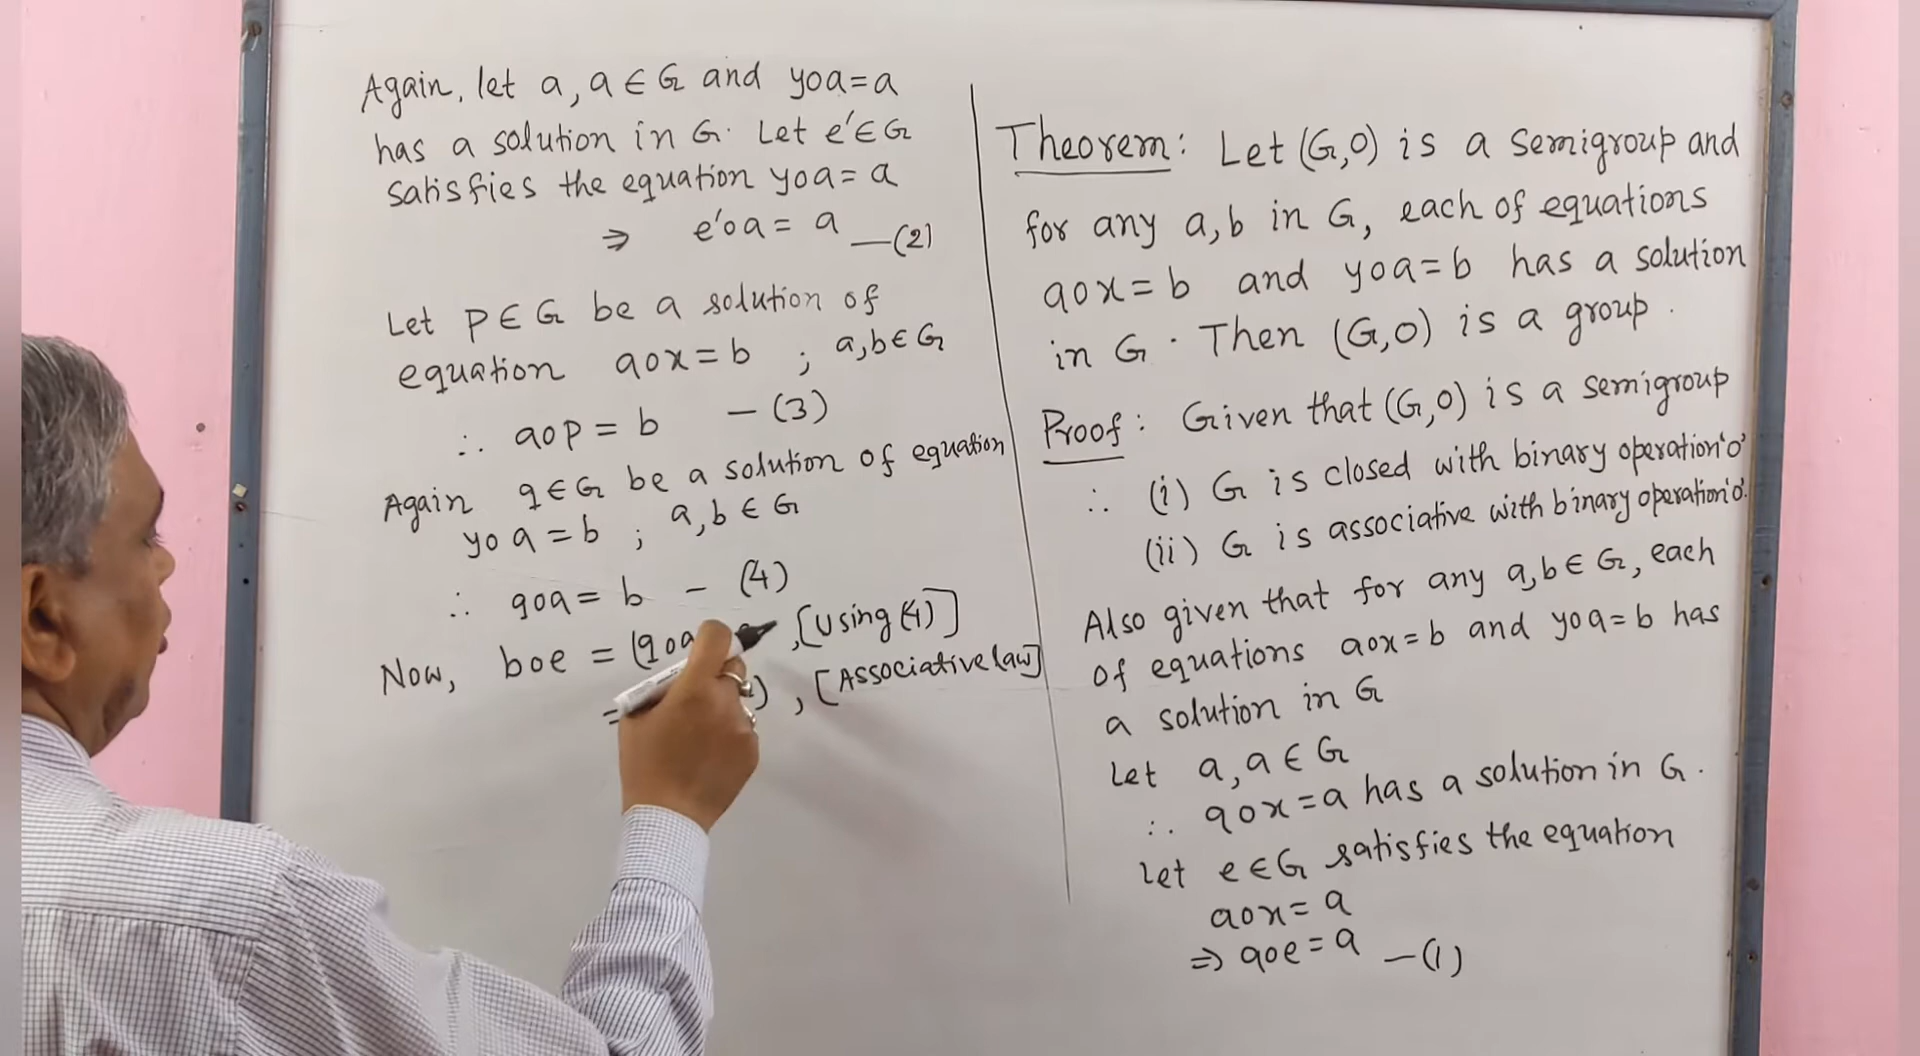 Again, let a, a ∈ G and yoa = a
has a solution in G. Let e' ∈ G
satisfies the equation yoa = a
⇒ e'oa = a —(2)
Let p ∈ G be a solution of
equation aox = b ; a,b ∈ G
∴ aop = b – (3)
Again q ∈ G be a solution of equation
yoa = b ; a,b ∈ G
∴ qoa = b – (4)
Now, boe = (qoa , [using (4)]
= ) , [Associative law]
Theorem: Let (G,o) is a semigroup and
for any a,b in G, each of equations
aox = b and yoa = b has a solution
in G. Then (G,o) is a group.
Proof: Given that (G,o) is a semigroup
∴ (i) G is closed with binary operation 'o'
(ii) G is associative with binary operation 'o'.
Also given that for any a,b ∈ G, each
of equations aox = b and yoa = b has
a solution in G
Let a, a ∈ G
∴ aox = a has a solution in G.
Let e ∈ G satisfies the equation
aox = a
⇒ aoe = a —(1)